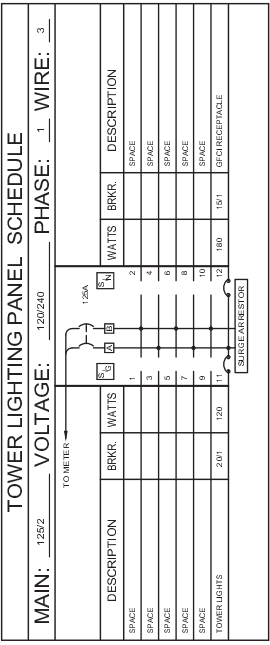 TOWER LIGHTING PANEL SCHEDULE
MAIN: 125/2 VOLTAGE: 120/240 PHASE: 1 WIRE: 3
TO METER
125A
A B
S/G S/N
DESCRIPTION BRKR. WATTS WATTS BRKR. DESCRIPTION
SPACE 1 2 SPACE
SPACE 3 4 SPACE
SPACE 5 6 SPACE
SPACE 7 8 SPACE
SPACE 9 10 SPACE
TOWER LIGHTS 20/1 120 11 12 180 15/1 GFCI RECEPTACLE
SURGE ARRESTOR